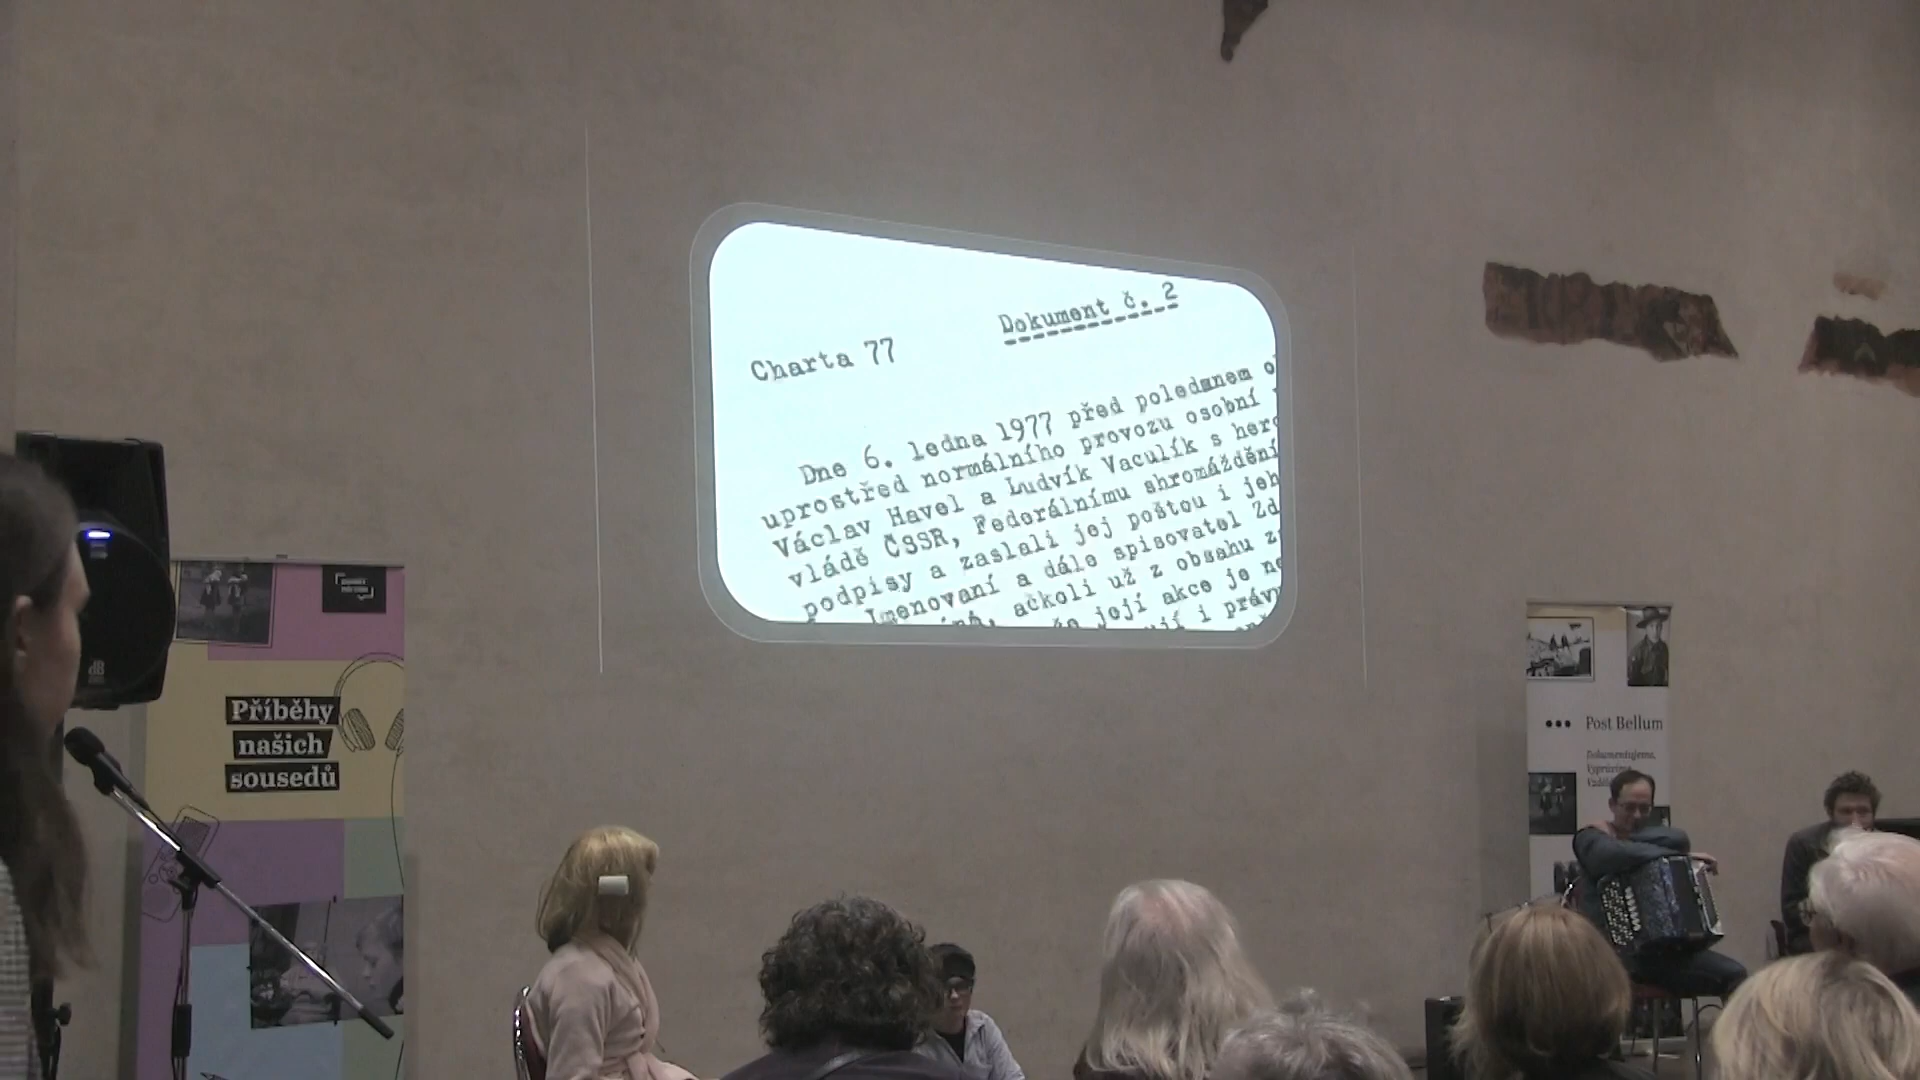 Dokument č. 2
Charta 77
Dne 6. ledna 1977 před polednem
uprostřed normálního provozu osobní
Václav Havel a Ludvík Vaculík s
vládě ČSSR, Federálnímu shromáždění
podpisy a zaslali jej poštou i
Jmenovaní a dále spisovatel
ačkoli už z obsahu
její akce je
i
Příběhy
našich
sousedů
Post Bellum
Dokumentujeme,